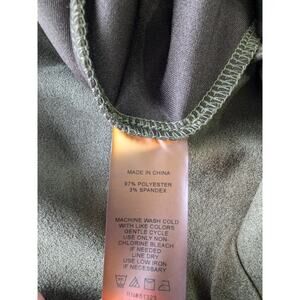 MADE IN CHINA
97% POLYESTER
3% SPANDEX
MACHINE WASH COLD
WITH LIKE COLORS
GENTLE CYCLE
USE ONLY NON-
CHLORINE BLEACH
IF NEEDED
LINE DRY
USE LOW IRON
IF NECESSARY